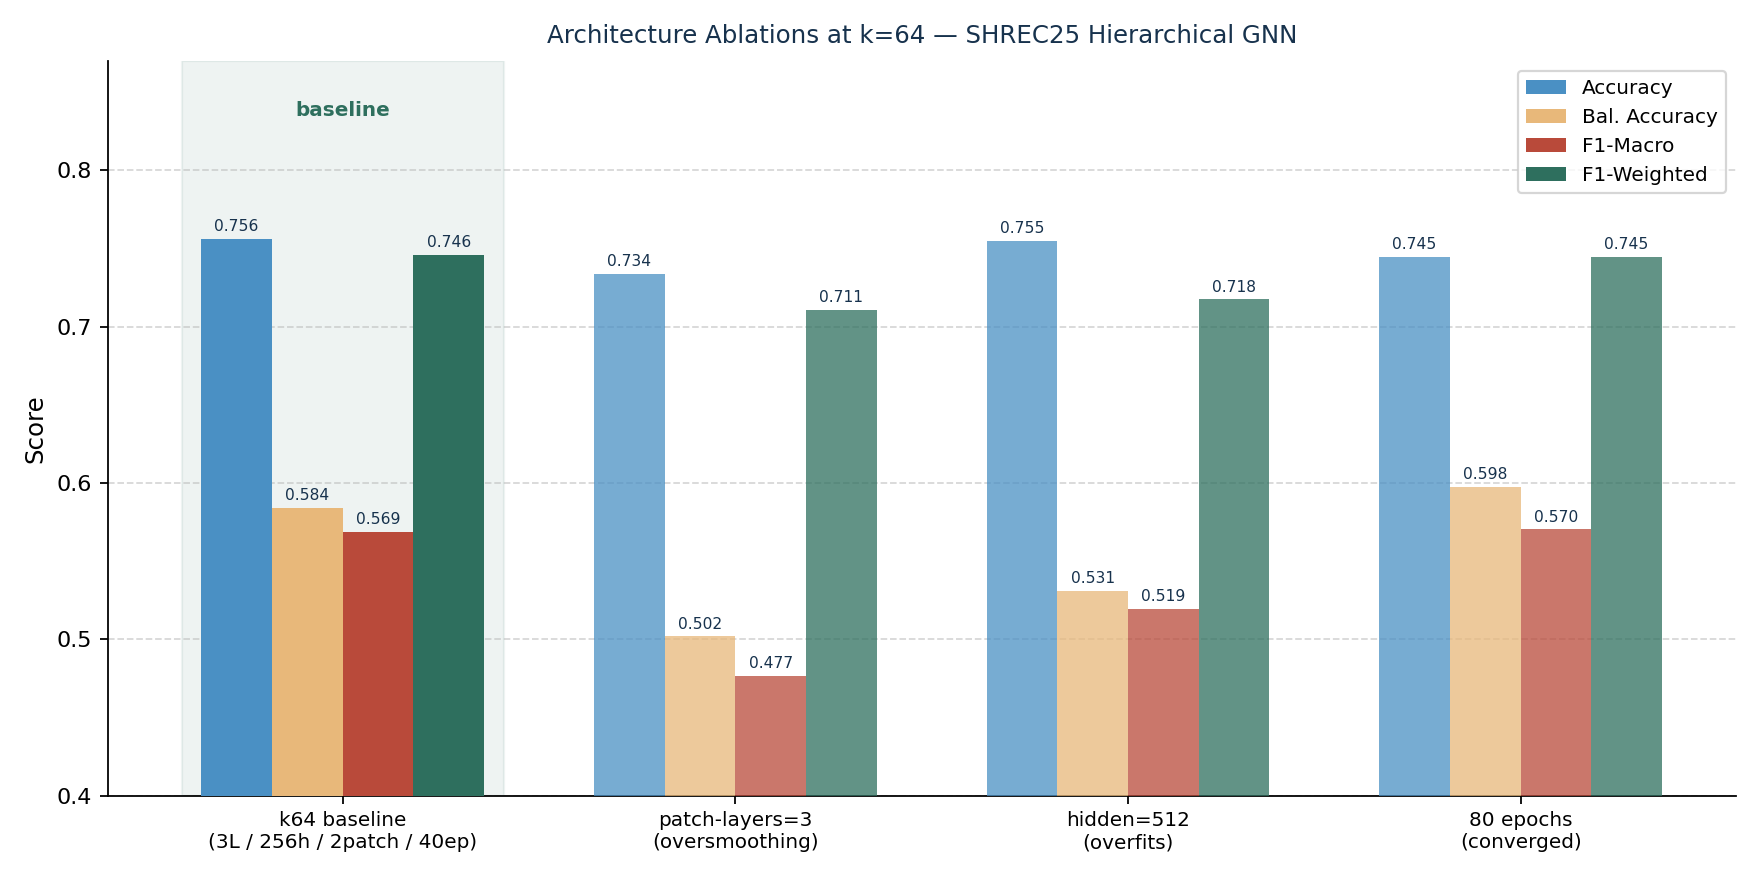 Architecture Ablations at k=64 — SHREC25 Hierarchical GNN
baseline
Accuracy
Bal. Accuracy
F1-Macro
F1-Weighted
Score
0.8
0.7
0.6
0.5
0.4
0.756
0.584
0.569
0.746
0.734
0.502
0.477
0.711
0.755
0.531
0.519
0.718
0.745
0.598
0.570
0.745
k64 baseline
(3L / 256h / 2patch / 40ep)
patch-layers=3
(oversmoothing)
hidden=512
(overfits)
80 epochs
(converged)